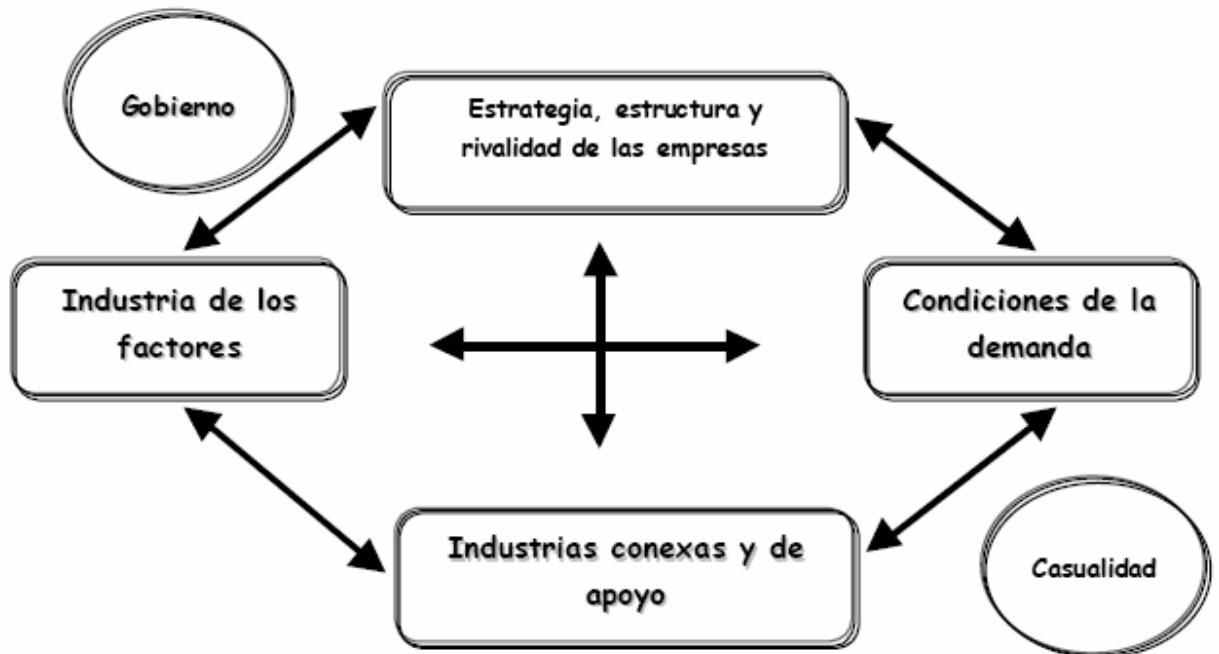 Gobierno
Estrategia, estructura y
rivalidad de las empresas
Industria de los
factores
Condiciones de la
demanda
Industrias conexas y de
apoyo
Casualidad